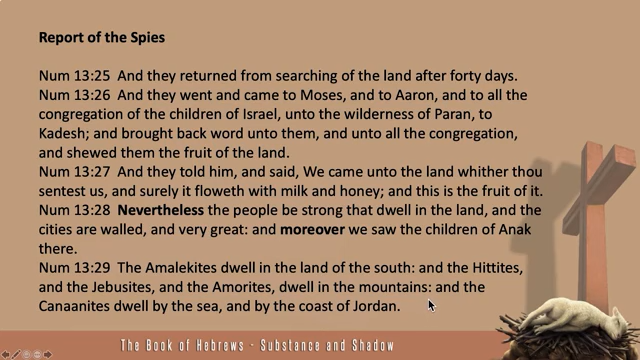 Report of the Spies
Num 13:25  And they returned from searching of the land after forty days.
Num 13:26  And they went and came to Moses, and to Aaron, and to all the
congregation of the children of Israel, unto the wilderness of Paran, to
Kadesh; and brought back word unto them, and unto all the congregation,
and shewed them the fruit of the land.
Num 13:27  And they told him, and said, We came unto the land whither thou
sentest us, and surely it floweth with milk and honey; and this is the fruit of it.
Num 13:28  Nevertheless the people be strong that dwell in the land, and the
cities are walled, and very great: and moreover we saw the children of Anak
there.
Num 13:29  The Amalekites dwell in the land of the south: and the Hittites,
and the Jebusites, and the Amorites, dwell in the mountains: and the
Canaanites dwell by the sea, and by the coast of Jordan.
The Book of Hebrews - Substance and Shadow